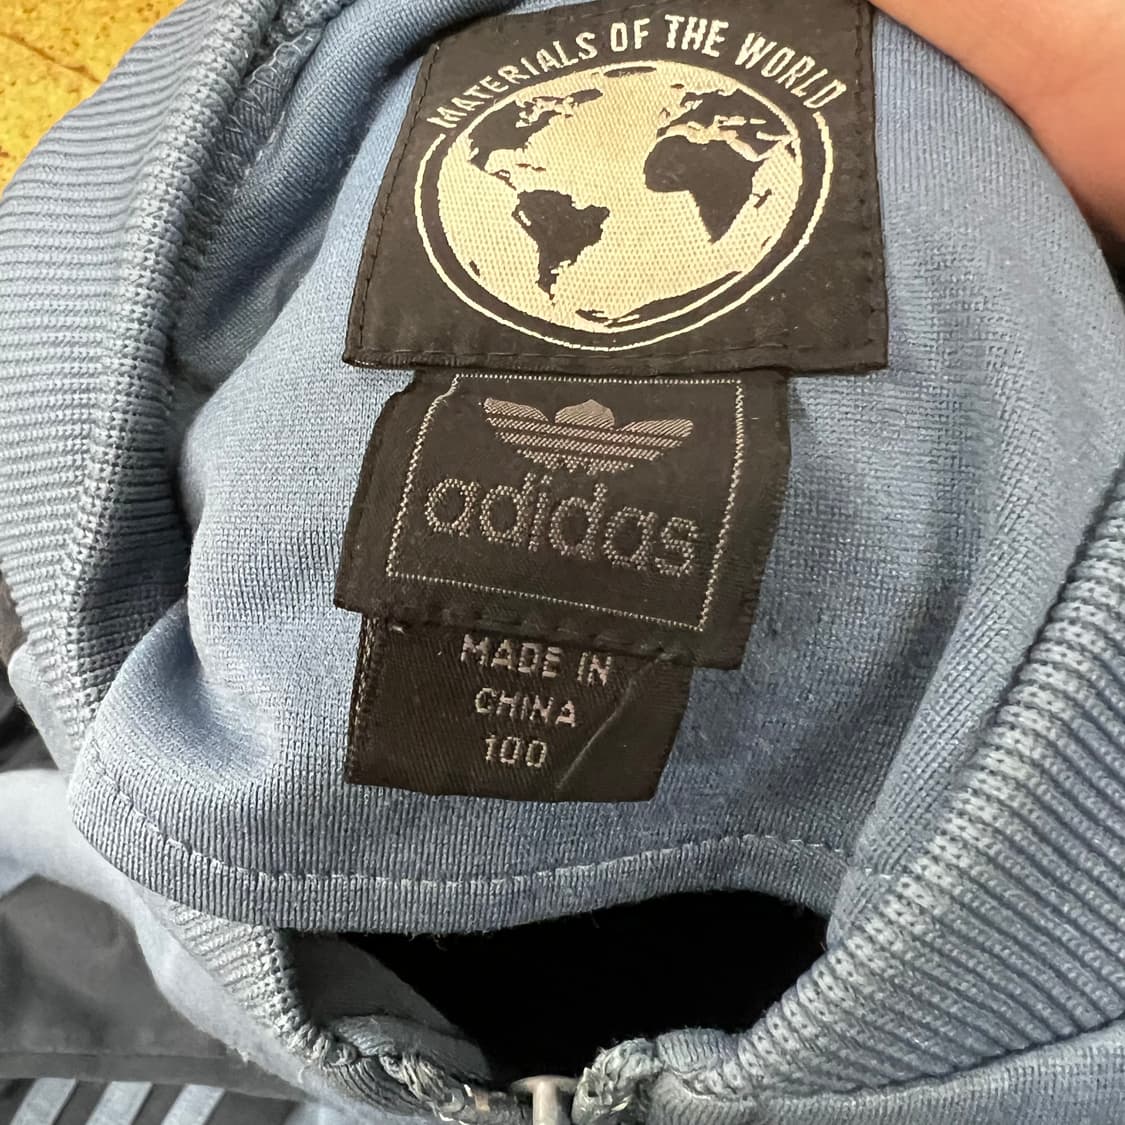 MATERIALS OF THE WORLD
adidas
MADE IN
CHINA
100